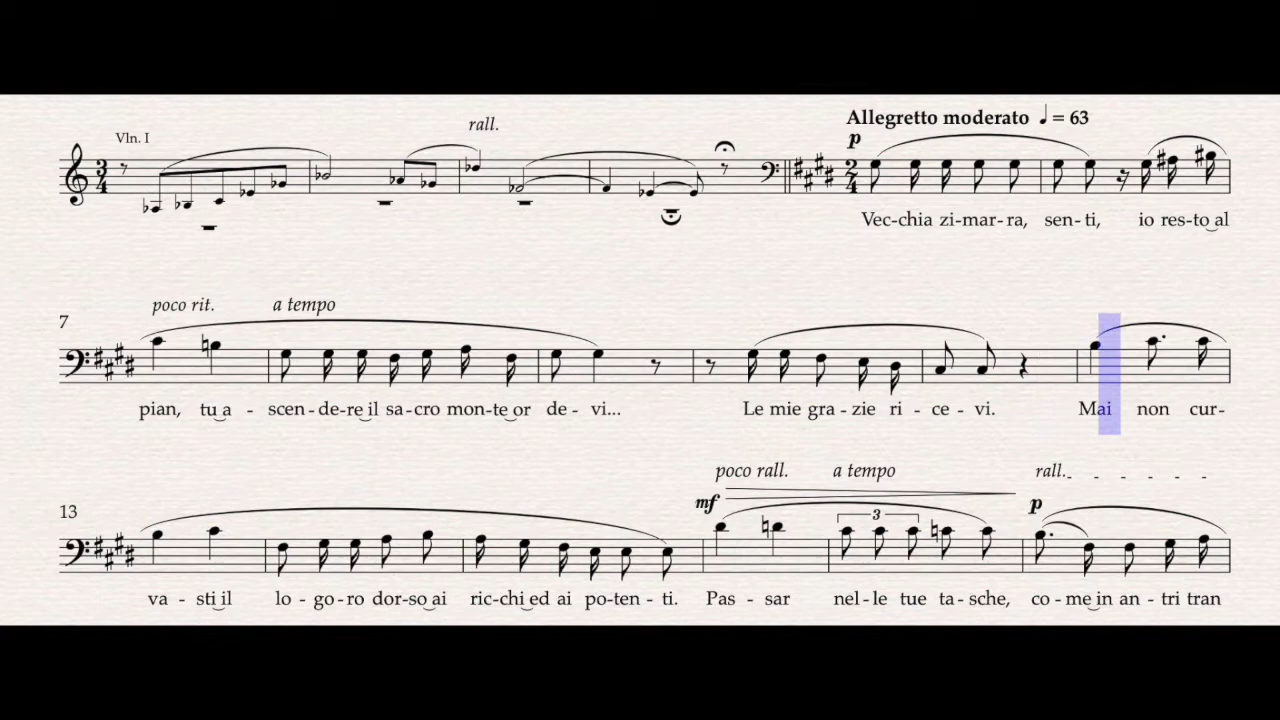 Allegretto moderato ♩ = 63
rall.
Vln. I
p
3/4
2/4
Vec-chia zi-mar-ra, sen-ti, io res-to‿al
poco rit. a tempo
7
pian, tu‿a - scen-de-re‿il sa-cro mon-te‿or de-vi... Le mie gra-zie ri-ce-vi. Mai non cur-
poco rall. a tempo rall.
mf p
13
3
va-sti‿il lo-go-ro dor-so‿ai ric-chi‿ed ai po-ten-ti. Pas-sar nel-le tue ta-sche, co-me‿in an-tri tran